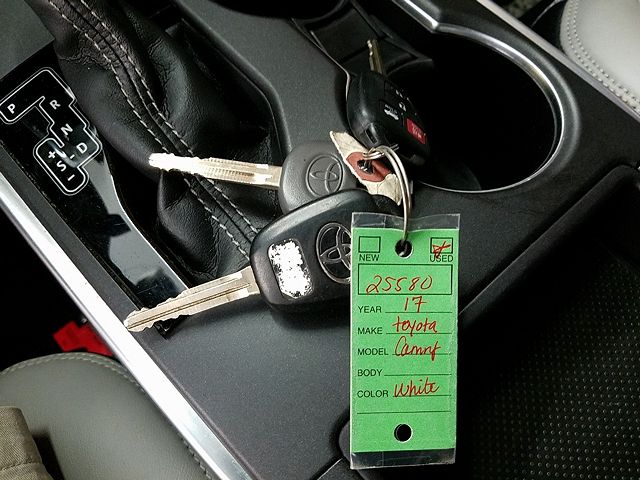 P
R
N
+
S - D
-
NEW USED
25580
YEAR 17
MAKE toyota
MODEL Camry
BODY
COLOR White